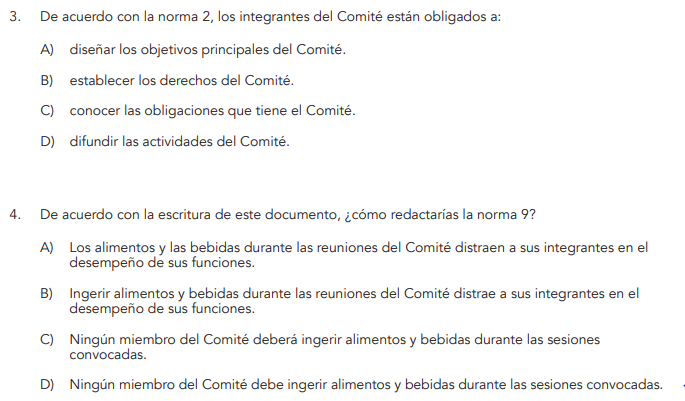 3. De acuerdo con la norma 2, los integrantes del Comité están obligados a:
A) diseñar los objetivos principales del Comité.
B) establecer los derechos del Comité.
C) conocer las obligaciones que tiene el Comité.
D) difundir las actividades del Comité.
4. De acuerdo con la escritura de este documento, ¿cómo redactarías la norma 9?
A) Los alimentos y las bebidas durante las reuniones del Comité distraen a sus integrantes en el
desempeño de sus funciones.
B) Ingerir alimentos y bebidas durante las reuniones del Comité distrae a sus integrantes en el
desempeño de sus funciones.
C) Ningún miembro del Comité deberá ingerir alimentos y bebidas durante las sesiones
convocadas.
D) Ningún miembro del Comité debe ingerir alimentos y bebidas durante las sesiones convocadas.